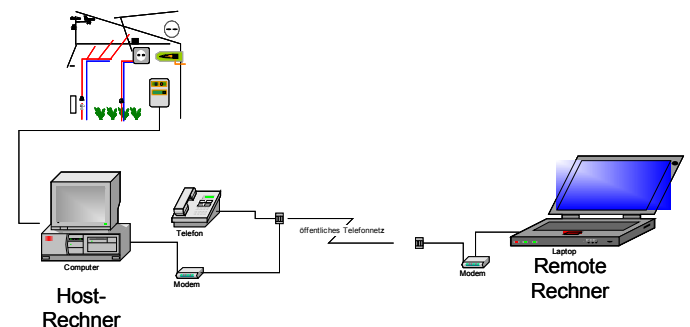 Telefon
öffentliches Telefonnetz
Computer
Modem
Modem
Laptop
Host-
Rechner
Remote
Rechner